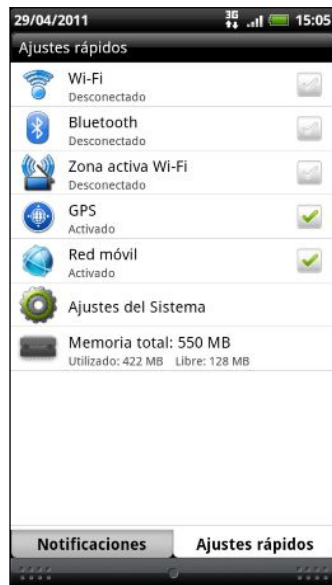 29/04/2011 3G 15:05
Ajustes rápidos
Wi-Fi
Desconectado
Bluetooth
Desconectado
Zona activa Wi-Fi
Desconectado
GPS
Activado
Red móvil
Activado
Ajustes del Sistema
Memoria total: 550 MB
Utilizado: 422 MB Libre: 128 MB
Notificaciones Ajustes rápidos